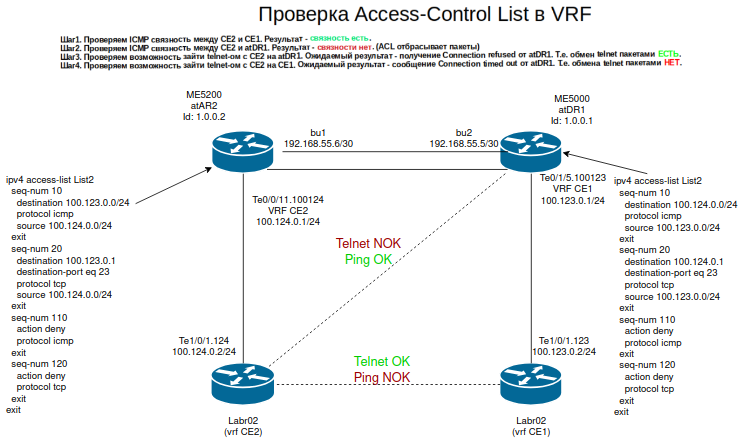 Проверка Access-Control List в VRF
Шаг1. Проверяем ICMP связность между CE2 и CE1. Результат - связность есть.
Шаг2. Проверяем ICMP связность между CE2 и atDR1. Результат - связности нет. (ACL отбрасывает пакеты)
Шаг3. Проверяем возможность зайти telnet-ом с CE2 на atDR1. Ожидаемый результат - получение Connection refused от atDR1. Т.е. обмен telnet пакетами ЕСТЬ.
Шаг4. Проверяем возможность зайти telnet-ом с CE2 на CE1. Ожидаемый результат - сообщение Connection timed out от atDR1. Т.е. обмена telnet пакетами НЕТ.
ME5200
atAR2
Id: 1.0.0.2
ME5000
atDR1
Id: 1.0.0.1
bu1
192.168.55.6/30
bu2
192.168.55.5/30
ipv4 access-list List2
seq-num 10
destination 100.123.0.0/24
protocol icmp
source 100.124.0.0/24
exit
seq-num 20
destination 100.123.0.1
destination-port eq 23
protocol tcp
source 100.124.0.0/24
exit
seq-num 110
action deny
protocol icmp
exit
seq-num 120
action deny
protocol tcp
exit
exit
Te0/0/11.100124
VRF CE2
100.124.0.1/24
Te0/1/5.100123
VRF CE1
100.123.0.1/24
ipv4 access-list List2
seq-num 10
destination 100.124.0.0/24
protocol icmp
source 100.123.0.0/24
exit
seq-num 20
destination 100.124.0.1
destination-port eq 23
protocol tcp
source 100.123.0.0/24
exit
seq-num 110
action deny
protocol icmp
exit
seq-num 120
action deny
protocol tcp
exit
exit
Telnet NOK
Ping OK
Te1/0/1.124
100.124.0.2/24
Te1/0/1.123
100.123.0.2/24
Telnet OK
Ping NOK
Labr02
(vrf CE2)
Labr02
(vrf CE1)